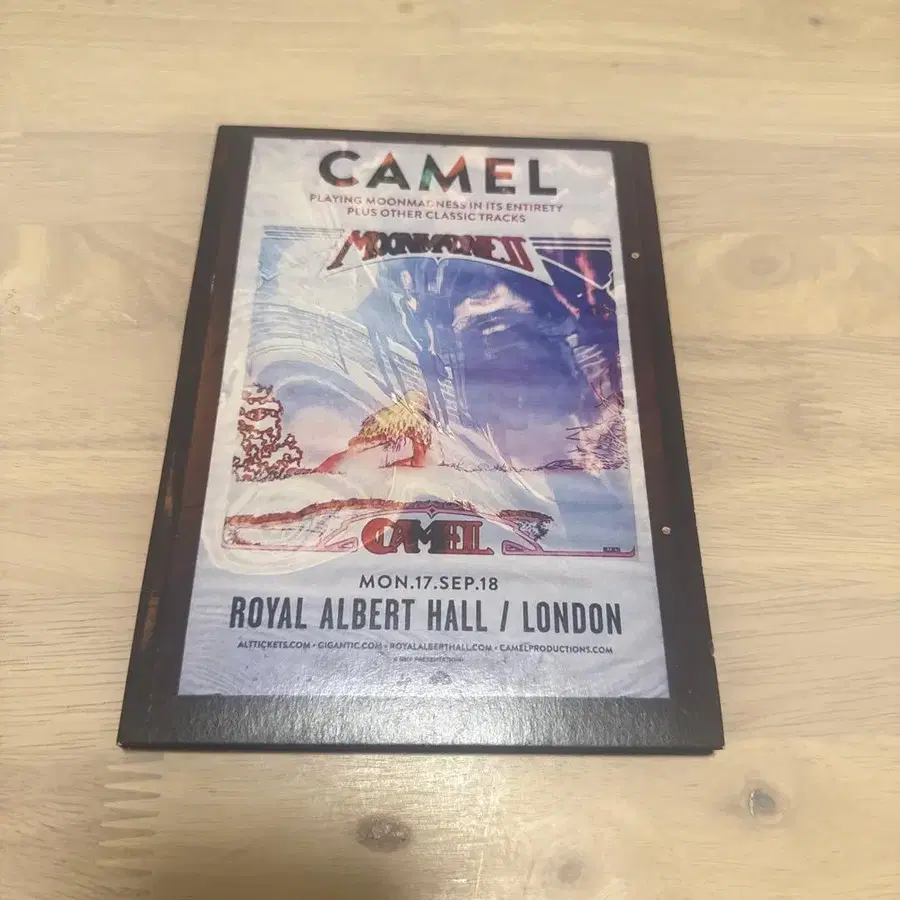 CAMEL
PLAYING MOONMADNESS IN ITS ENTIRETY
PLUS OTHER CLASSIC TRACKS
MOONMADNESS
CAMEL
MON.17.SEP.18
ROYAL ALBERT HALL / LONDON
ALTTICKETS.COM • GIGANTIC.COM • ROYALALBERTHALL.COM • CAMELPRODUCTIONS.COM